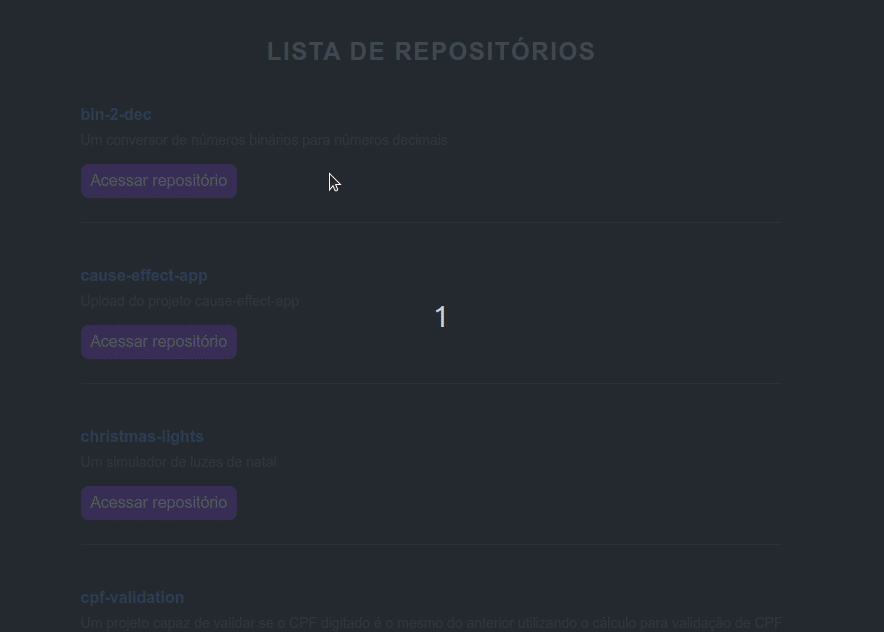 LISTA DE REPOSITÓRIOS
bin-2-dec
Um conversor de números binários para números decimais
Acessar repositório
cause-effect-app
Upload do projeto cause-effect-app
1
Acessar repositório
christmas-lights
Um simulador de luzes de natal
Acessar repositório
cpf-validation
Um projeto capaz de validar se o CPF digitado é o mesmo do anterior utilizando o cálculo para validação de CPF